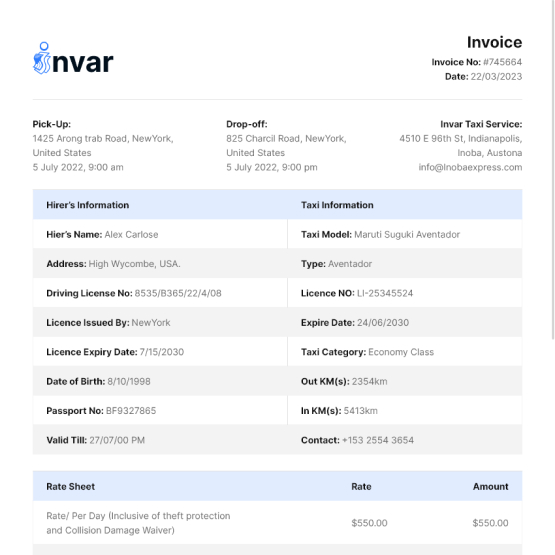 invar
Invoice
Invoice No: #745664
Date: 22/03/2023
Pick-Up:
1425 Arong trab Road, NewYork,
United States
5 July 2022, 9:00 am
Drop-off:
825 Charcil Road, NewYork,
United States
5 July 2022, 9:00 pm
Invar Taxi Service:
4510 E 96th St, Indianapolis,
Inoba, Austona
info@Inobaexpress.com
Hirer's Information
Taxi Information
Hier's Name: Alex Carlose
Taxi Model: Maruti Suguki Aventador
Address: High Wycombe, USA.
Type: Aventador
Driving License No: 8535/B365/22/4/08
Licence NO: LI-25345524
Licence Issued By: NewYork
Expire Date: 24/06/2030
Licence Expiry Date: 7/15/2030
Taxi Category: Economy Class
Date of Birth: 8/10/1998
Out KM(s): 2354km
Passport No: BF9327865
In KM(s): 5413km
Valid Till: 27/07/00 PM
Contact: +153 2554 3654
Rate Sheet
Rate
Amount
Rate/ Per Day (Inclusive of theft protection
and Collision Damage Waiver)
$550.00
$550.00